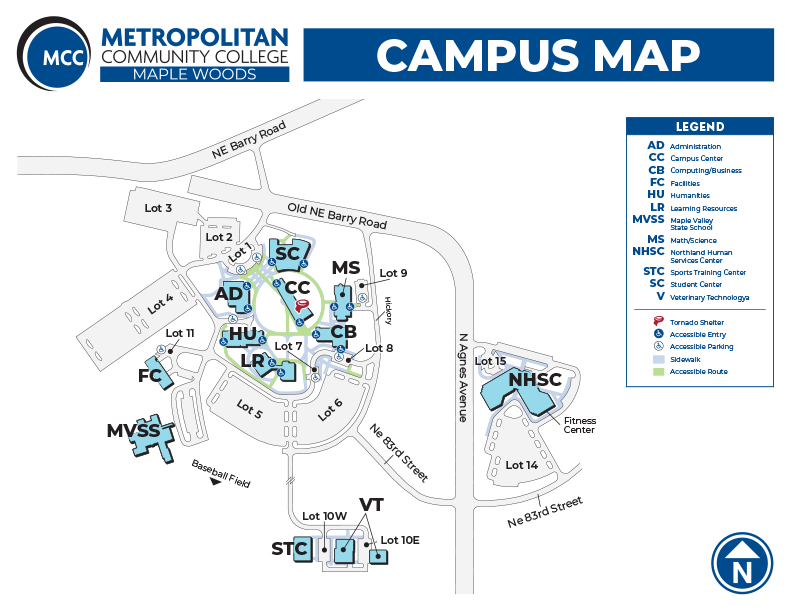 MCC
METROPOLITAN
COMMUNITY COLLEGE
MAPLE WOODS
CAMPUS MAP
LEGEND
AD Administration
CC Campus Center
CB Computing/Business
FC Facilities
HU Humanities
LR Learning Resources
MVSS Maple Valley
State School
MS Math/Science
NHSC Northland Human
Services Center
STC Sports Training Center
SC Student Center
V Veterinary Technologya
Tornado Shelter
Accessible Entry
Accessible Parking
Sidewalk
Accessible Route
NE Barry Road
Old NE Barry Road
Lot 3
Lot 2
Lot 1
SC
MS
Lot 9
CC
AD
Hickory
Lot 4
Lot 11
HU
CB
Lot 7
Lot 8
LR
FC
N Agnes Avenue
Lot 15
NHSC
Lot 5
Lot 6
Fitness
Center
MVSS
Ne 83rd Street
Baseball Field
Lot 14
Ne 83rd Street
VT
Lot 10W
Lot 10E
STC
N